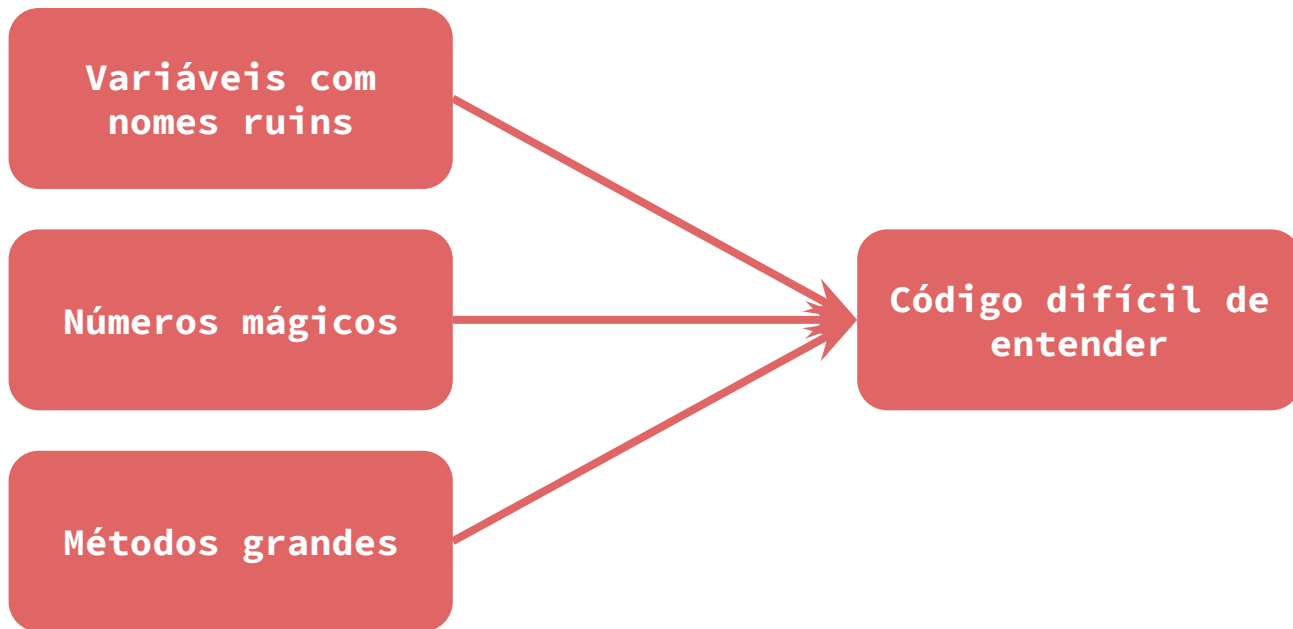 Variáveis com
nomes ruins
Números mágicos
Código difícil de
entender
Métodos grandes